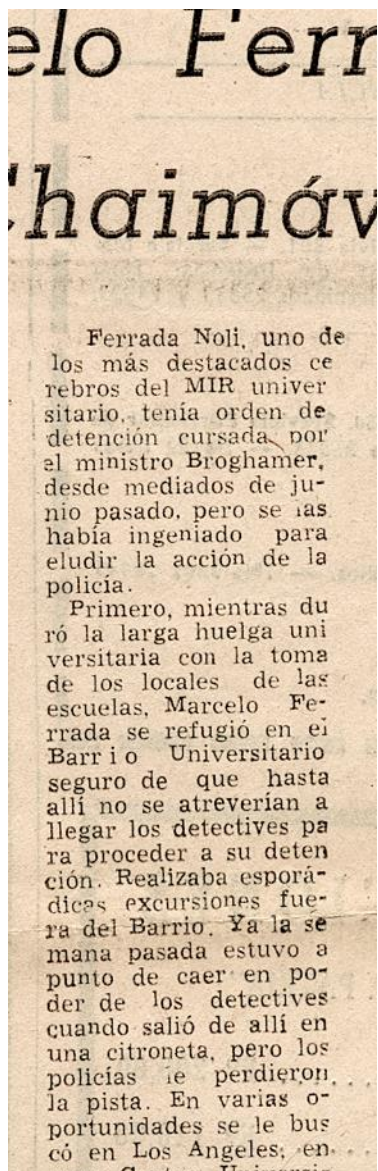 elo Ferr
Chaimáv
Ferrada Noli, uno de
los más destacados ce
rebros del MIR univer
sitario, tenía orden de
detención cursada por
el ministro Broghamer,
desde mediados de ju-
nio pasado, pero se las
había ingeniado para
eludir la acción de la
policía.
Primero, mientras du
ró la larga huelga uni
versitaria con la toma
de los locales de las
escuelas, Marcelo Fe-
rrada se refugió en el
Barrio Universitario
seguro de que hasta
allí no se atreverían a
llegar los detectives pa
ra proceder a su deten
ción. Realizaba esporá-
dicas excursiones fue-
ra del Barrio. Ya la se
mana pasada estuvo a
punto de caer en po-
der de los detectives
cuando salió de allí en
una citroneta, pero los
policías le perdieron
la pista. En varias o-
portunidades se le bus
có en Los Angeles, en